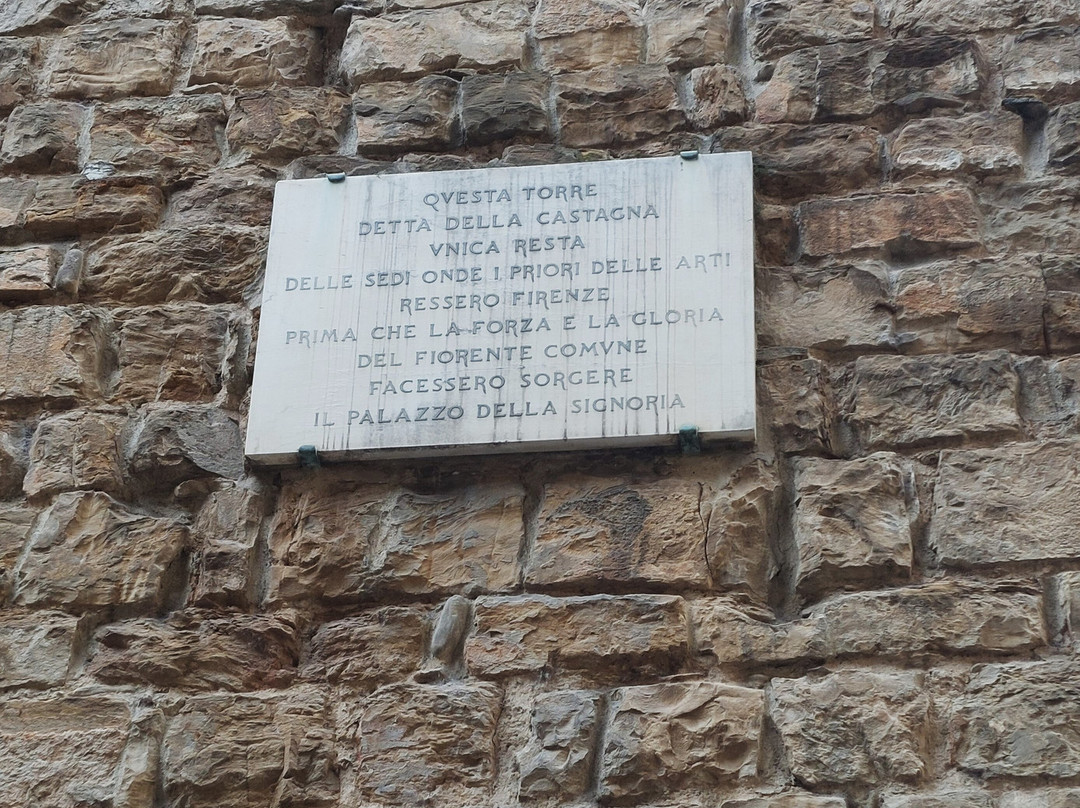 QVESTA TORRE
DETTA DELLA CASTAGNA
VNICA RESTA
DELLE SEDI ONDE I PRIORI DELLE ARTI
RESSERO FIRENZE
PRIMA CHE LA FORZA E LA GLORIA
DEL FIORENTE COMVNE
FACESSERO SORGERE
IL PALAZZO DELLA SIGNORIA